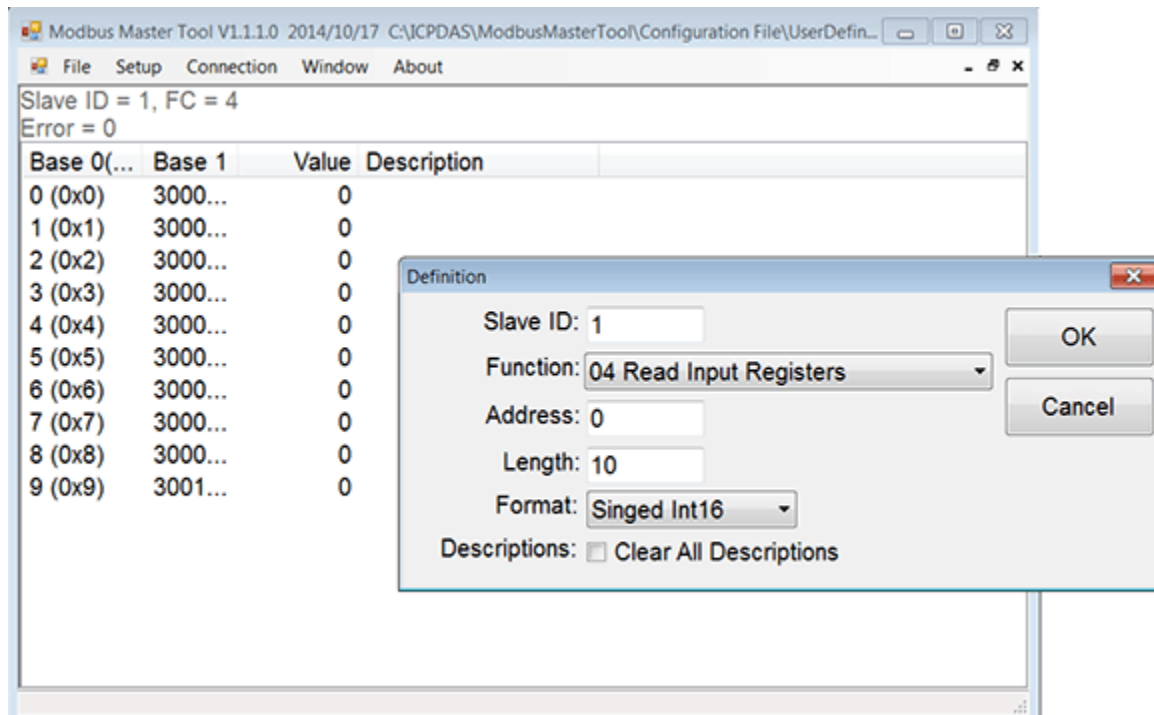 Modbus Master Tool V1.1.1.0 2014/10/17 C:\ICPDAS\ModbusMasterTool\Configuration File\UserDefin...
File Setup Connection Window About
Slave ID = 1, FC = 4
Error = 0
Base 0(... Base 1 Value Description
0 (0x0) 3000... 0
1 (0x1) 3000... 0
2 (0x2) 3000... 0
3 (0x3) 3000... 0
4 (0x4) 3000... 0
5 (0x5) 3000... 0
6 (0x6) 3000... 0
7 (0x7) 3000... 0
8 (0x8) 3000... 0
9 (0x9) 3001... 0
Definition
Slave ID: 1
Function: 04 Read Input Registers
Address: 0
Length: 10
Format: Singed Int16
Descriptions: Clear All Descriptions
OK
Cancel